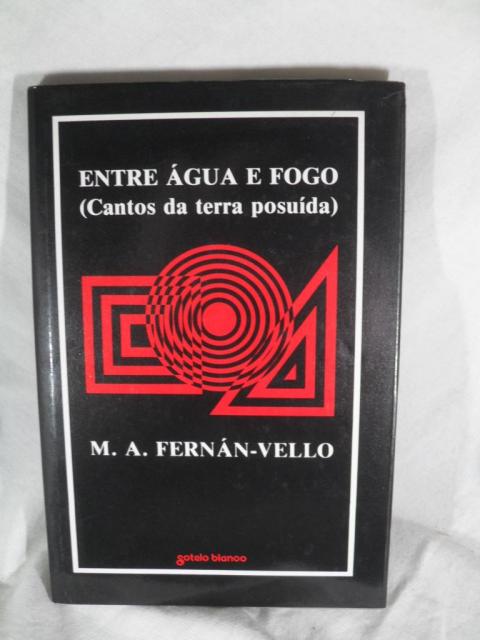 ENTRE ÁGUA E FOGO
(Cantos da terra posuída)
M. A. FERNÁN-VELLO
sotelo blanco